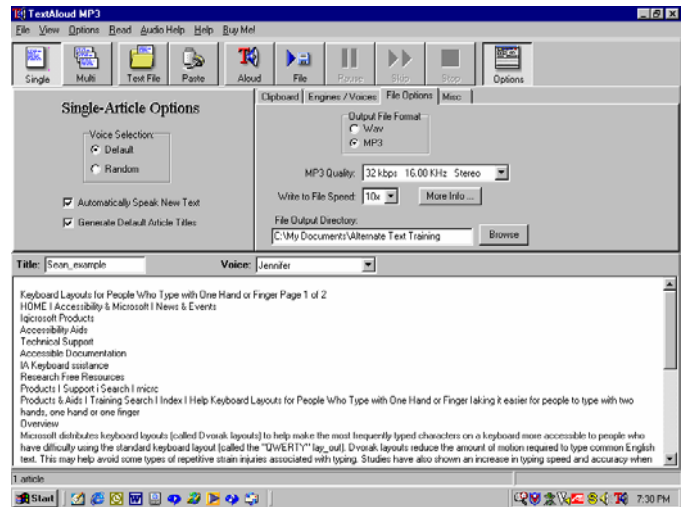 TextAloud MP3
File View Options Read Audio Help Help Buy Me!
Single Multi Text File Paste Aloud File Pause Skip Stop Options
Single-Article Options
Voice Selection:
Default
Random
Automatically Speak New Text
Generate Default Article Titles
Clipboard Engines / Voices File Options Misc
Output File Format
Wav
MP3
MP3 Quality: 32 kbps 16.00 KHz Stereo
Write to File Speed: 10x More Info ...
File Output Directory:
C:\My Documents\Alternate Text Training Browse
Title: Sean_example Voice: Jennifer
Keyboard Layouts for People Who Type with One Hand or Finger Page 1 of 2
HOME I Accessibility & Microsoft I News & Events
Iqicrosoft Products
Accessibility Aids
Technical Support
Accessible Documentation
IA Keyboard ssistance
Research Free Resources
Products I Support i Search I micrc
Products & Aids I Training Search I Index I Help Keyboard Layouts for People Who Type with One Hand or Finger laking it easier for people to type with two
hands, one hand or one finger
Overview
Microsoft distributes keyboard layouts (called Dvorak layouts) to help make the most frequently typed characters on a keyboard more accessible to people who
have difficulty using the standard keyboard layout (called the "QWERTY" lay_out). Dvorak layouts reduce the amount of motion required to type common English
text. This may help avoid some types of repetitive strain injuries associated with typing. Studies have also shown an increase in typing speed and accuracy when
1 article
Start 7:30 PM